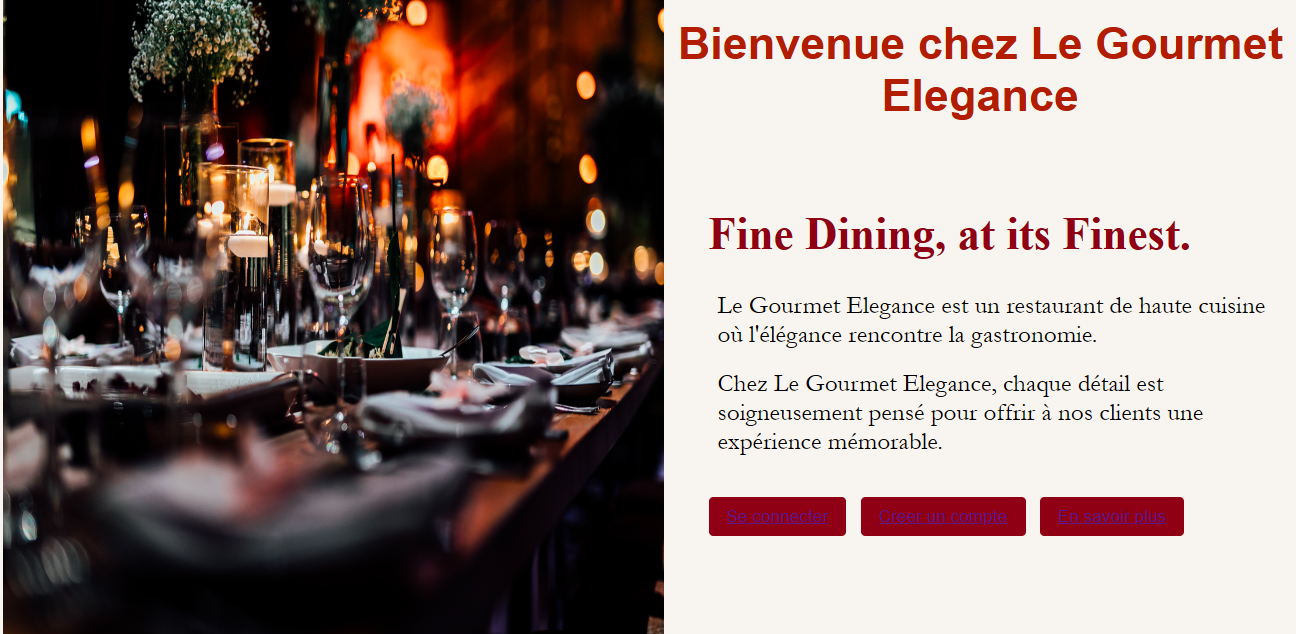 Bienvenue chez Le Gourmet
Elegance
Fine Dining, at its Finest.
Le Gourmet Elegance est un restaurant de haute cuisine
où l'élégance rencontre la gastronomie.
Chez Le Gourmet Elegance, chaque détail est
soigneusement pensé pour offrir à nos clients une
expérience mémorable.
Se connecter Creer un compte En savoir plus